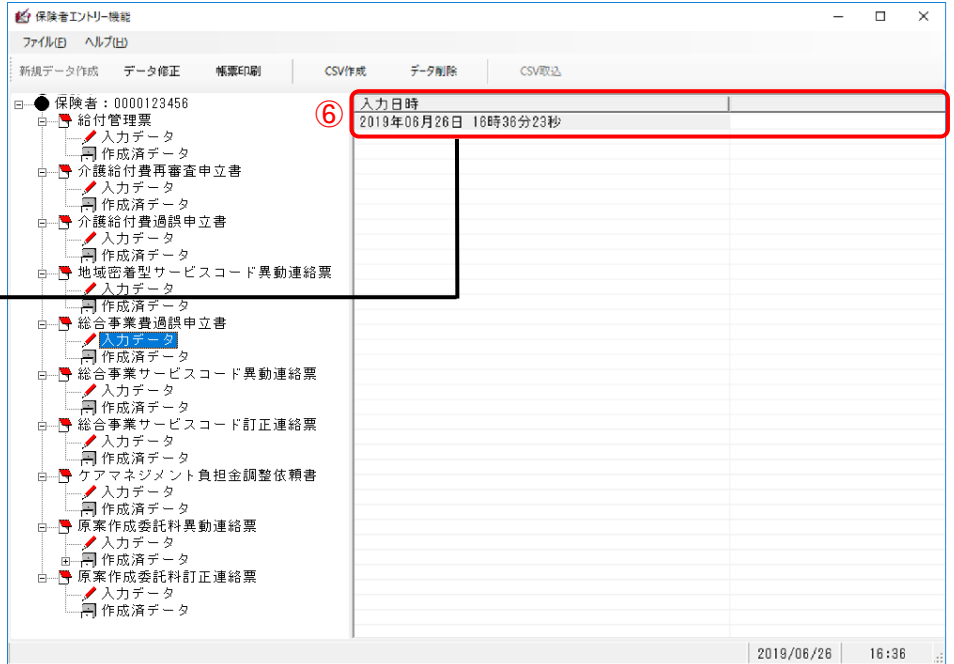 保険者エントリー機能
ファイル(F) ヘルプ(H)
新規データ作成 データ修正 帳票印刷 CSV作成 データ削除 CSV取込
保険者：0000123456
給付管理票
入力データ
作成済データ
介護給付費再審査申立書
入力データ
作成済データ
介護給付費過誤申立書
入力データ
作成済データ
地域密着型サービスコード異動連絡票
入力データ
作成済データ
総合事業費過誤申立書
入力データ
作成済データ
総合事業サービスコード異動連絡票
入力データ
作成済データ
総合事業サービスコード訂正連絡票
入力データ
作成済データ
ケアマネジメント負担金調整依頼書
入力データ
作成済データ
原案作成委託料異動連絡票
入力データ
作成済データ
原案作成委託料訂正連絡票
入力データ
作成済データ
⑥
入力日時
2019年06月26日 16時36分23秒
2019/06/26 16:36